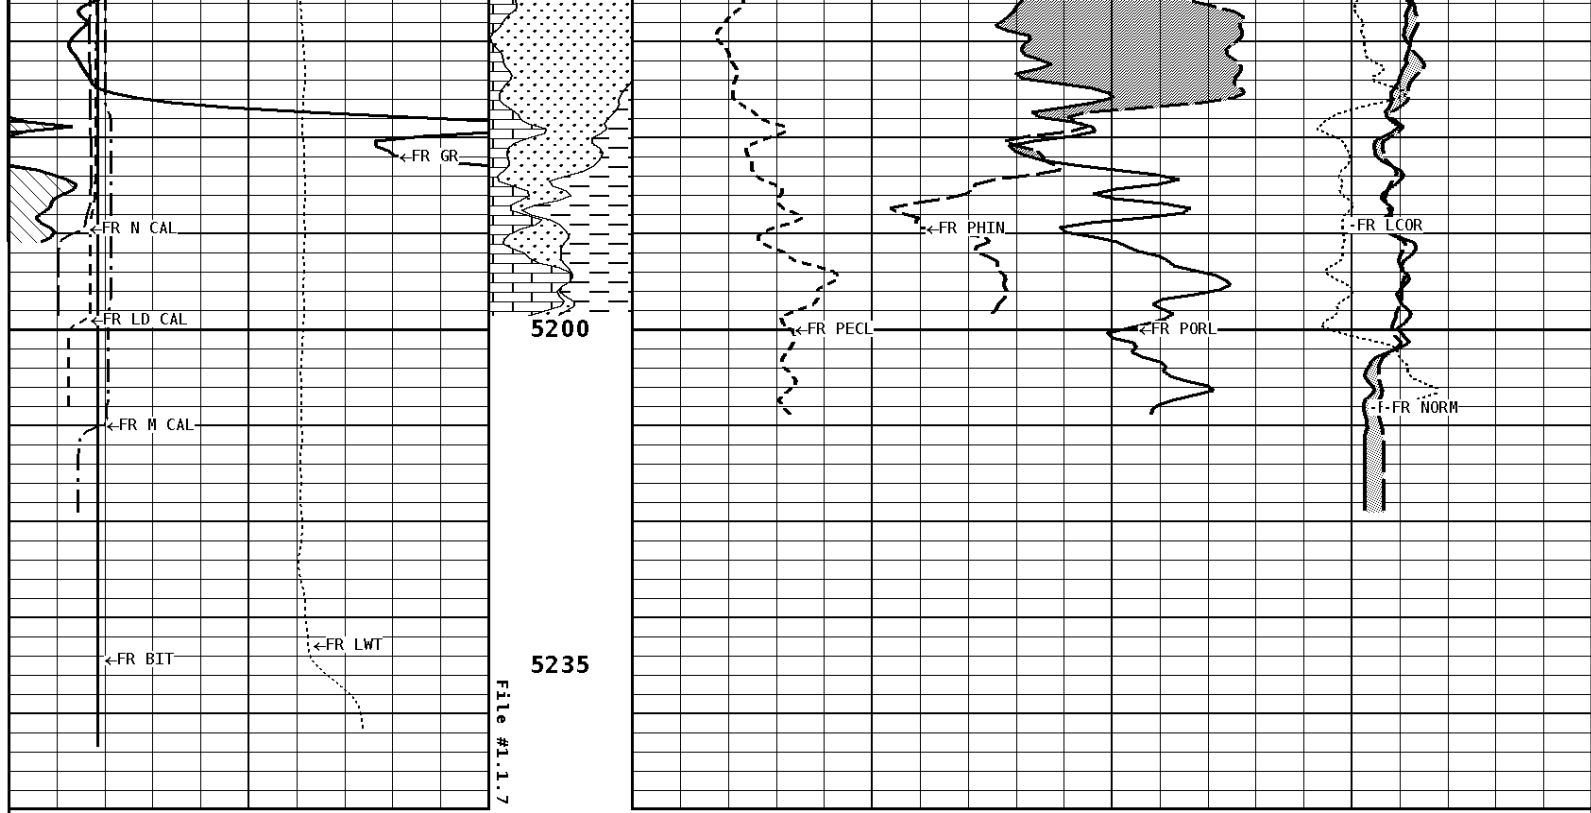 ←FR GR
←FR N CAL
←FR PHIN
-FR LCOR
←FR LD CAL
5200
←FR PECL
←FR PORL
-F-FR NORM
←FR M CAL
←FR LWT
←FR BIT
5235
File #1.1.7